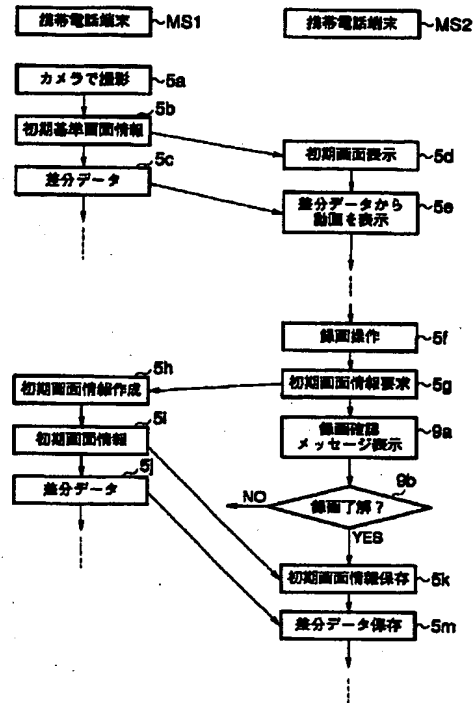 携帯電話端末 MS1
携帯電話端末 MS2
カメラで撮影 5a
初期基準画面情報 5b
差分データ 5c
初期画面表示 5d
差分データから
動画を表示 5e
録画操作 5f
初期画面情報要求 5g
初期画面情報作成 5h
初期画面情報 5i
差分データ 5j
録画確認
メッセージ表示 9a
録画了解? 9b
NO
YES
初期画面情報保存 5k
差分データ保存 5m